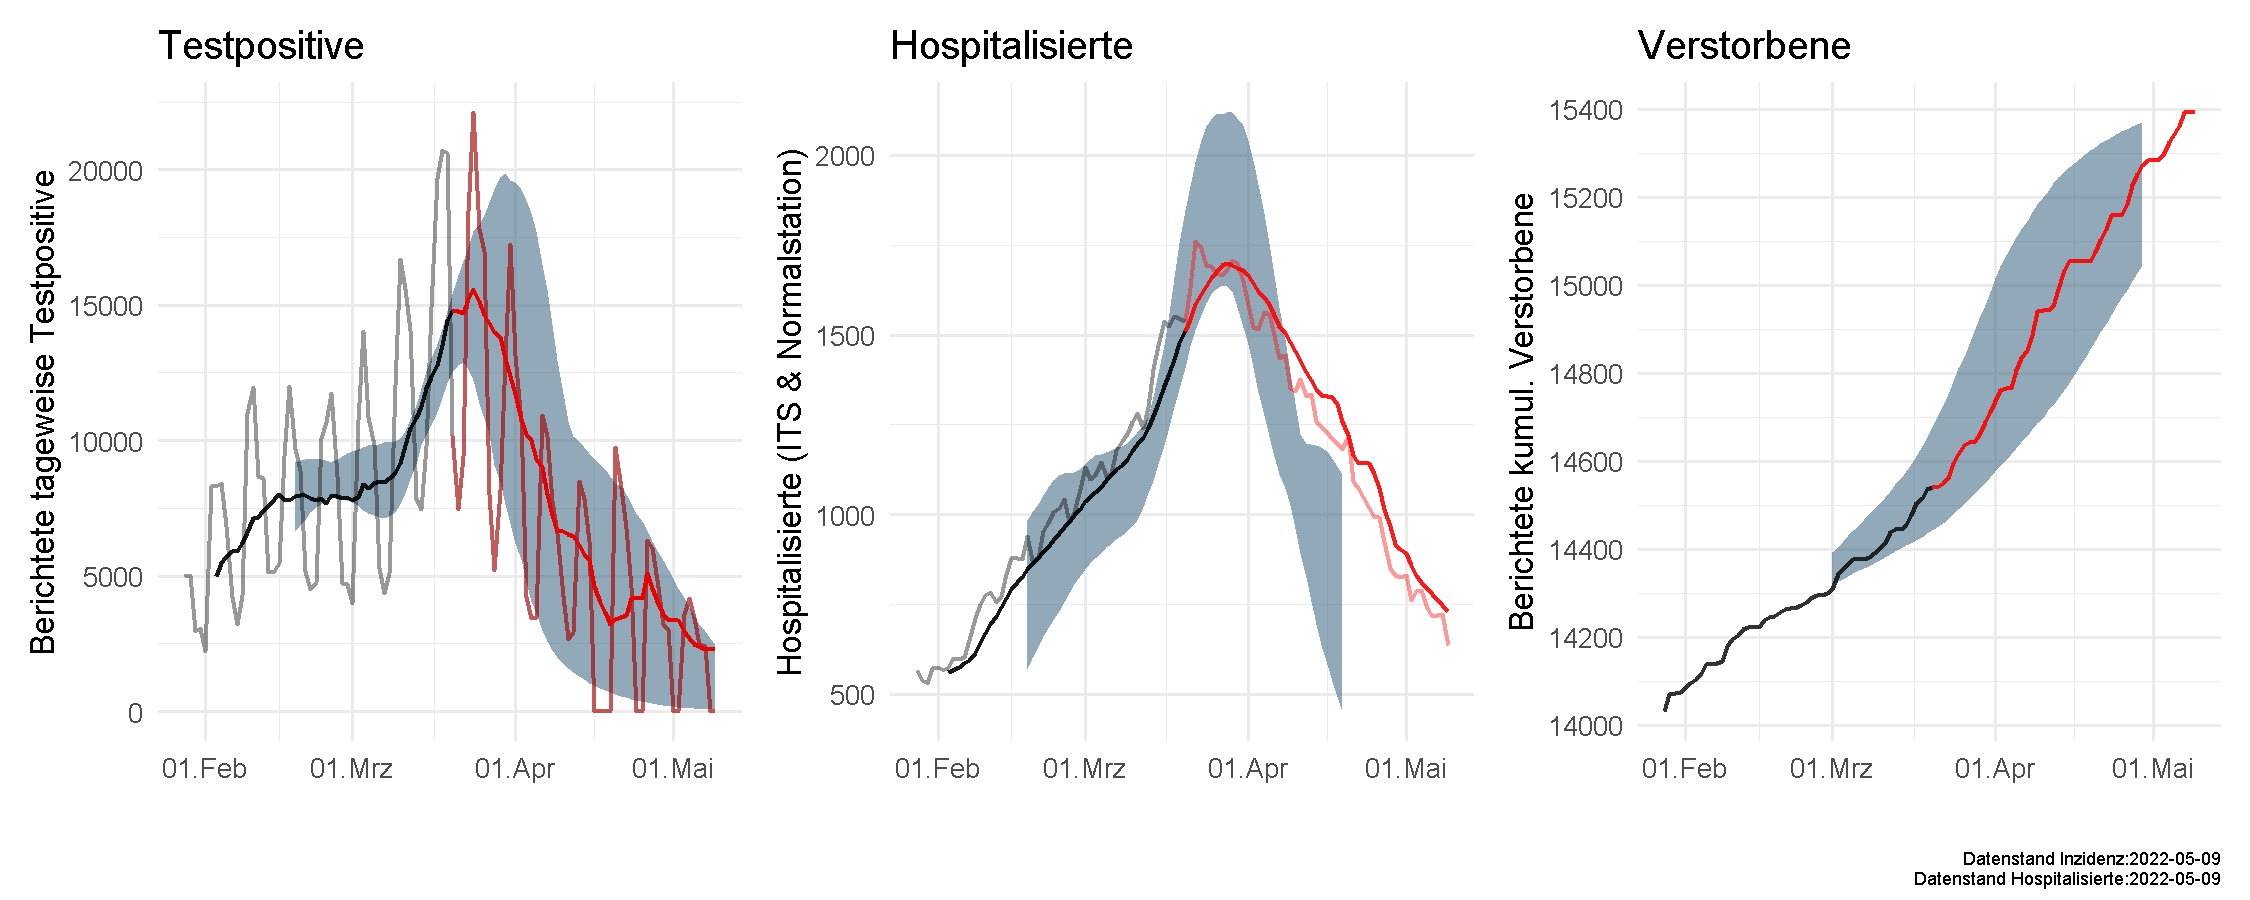 Testpositive
Berichtete tageweise Testpositive
20000
15000
10000
5000
0
01.Feb
01.Mrz
01.Apr
01.Mai
Hospitalisierte
Hospitalisierte (ITS & Normalstation)
2000
1500
1000
500
01.Feb
01.Mrz
01.Apr
01.Mai
Verstorbene
Berichtete kumul. Verstorbene
15400
15200
15000
14800
14600
14400
14200
14000
01.Feb
01.Mrz
01.Apr
01.Mai
Datenstand Inzidenz:2022-05-09
Datenstand Hospitalisierte:2022-05-09